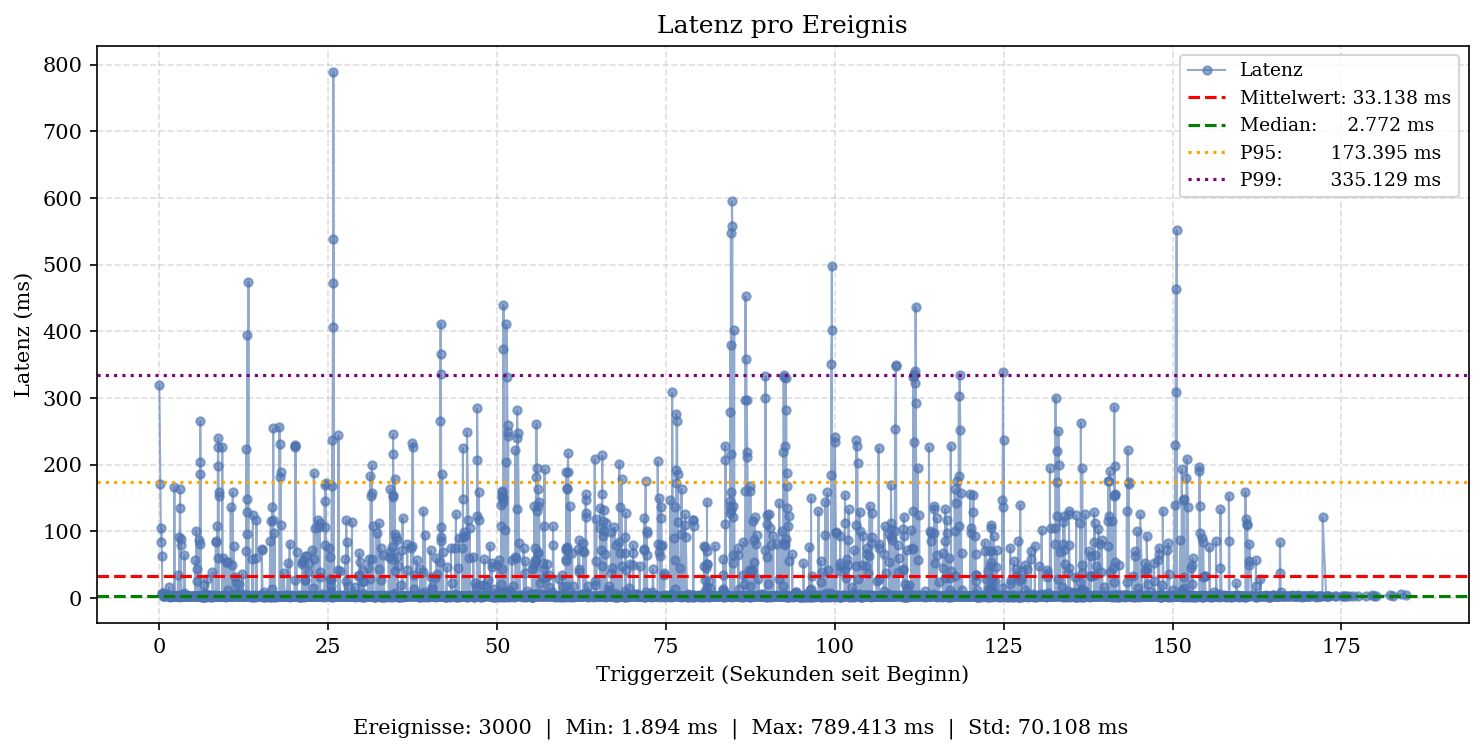 Latenz pro Ereignis
Latenz (ms)
800
700
600
500
400
300
200
100
0
Latenz
Mittelwert: 33.138 ms
Median: 2.772 ms
P95: 173.395 ms
P99: 335.129 ms
0 25 50 75 100 125 150 175
Triggerzeit (Sekunden seit Beginn)
Ereignisse: 3000 | Min: 1.894 ms | Max: 789.413 ms | Std: 70.108 ms